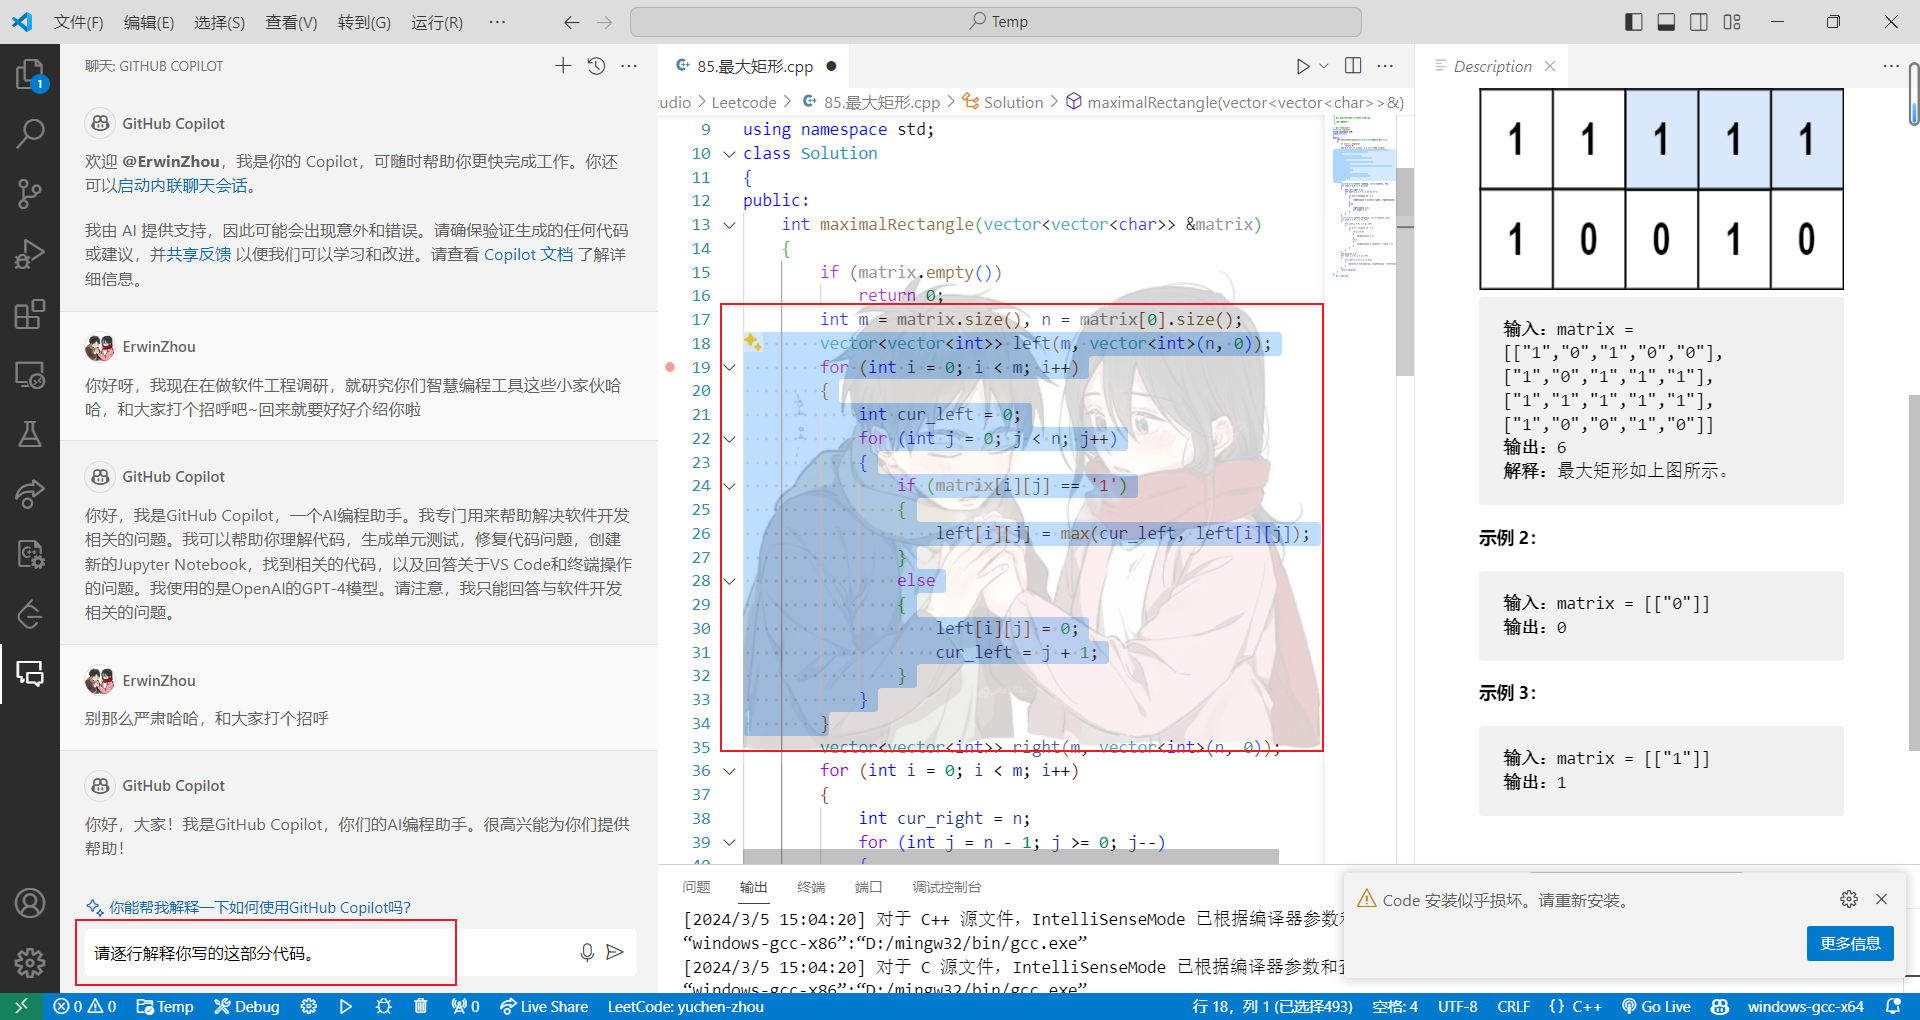 文件(F) 编辑(E) 选择(S) 查看(V) 转到(G) 运行(R) ··· Temp
聊天: GITHUB COPILOT
GitHub Copilot
欢迎 @ErwinZhou，我是你的 Copilot，可随时帮助你更快完成工作。你还
可以启动内联聊天会话。
我由 AI 提供支持，因此可能会出现意外和错误。请确保验证生成的任何代码
或建议，并共享反馈 以便我们可以学习和改进。请查看 Copilot 文档 了解详
细信息。
ErwinZhou
你好呀，我现在在做软件工程调研，就研究你们智慧编程工具这些小家伙哈
哈，和大家打个招呼吧~回来就要好好介绍你啦
GitHub Copilot
你好，我是GitHub Copilot，一个AI编程助手。我专门用来帮助解决软件开发
相关的问题。我可以帮助你理解代码，生成单元测试，修复代码问题，创建
新的Jupyter Notebook，找到相关的代码，以及回答关于VS Code和终端操作
的问题。我使用的是OpenAI的GPT-4模型。请注意，我只能回答与软件开发
相关的问题。
ErwinZhou
别那么严肃哈哈，和大家打个招呼
GitHub Copilot
你好，大家！我是GitHub Copilot，你们的AI编程助手。很高兴能为你们提供
帮助！
你能帮我解释一下如何使用GitHub Copilot吗?
请逐行解释你写的这部分代码。
85.最大矩形.cpp
udio > Leetcode > 85.最大矩形.cpp > Solution > maximalRectangle(vector<vector<char>>&)
9 using namespace std;
10 class Solution
11 {
12 public:
13 int maximalRectangle(vector<vector<char>> &matrix)
14 {
15 if (matrix.empty())
16 return 0;
17 int m = matrix.size(), n = matrix[0].size();
18 vector<vector<int>> left(m, vector<int>(n, 0));
19 for (int i = 0; i < m; i++)
20 {
21 int cur_left = 0;
22 for (int j = 0; j < n; j++)
23 {
24 if (matrix[i][j] == '1')
25 {
26 left[i][j] = max(cur_left, left[i][j]);
27 }
28 else
29 {
30 left[i][j] = 0;
31 cur_left = j + 1;
32 }
33 }
34 }
35 vector<vector<int>> right(m, vector<int>(n, 0));
36 for (int i = 0; i < m; i++)
37 {
38 int cur_right = n;
39 for (int j = n - 1; j >= 0; j--)
40 {
问题 输出 终端 端口 调试控制台
[2024/3/5 15:04:20] 对于 C++ 源文件，IntelliSenseMode 已根据编译器参数
“windows-gcc-x86”:“D:/mingw32/bin/gcc.exe”
[2024/3/5 15:04:20] 对于 C 源文件，IntelliSenseMode 已根据编译器参数和
“windows-gcc-x86”:“D:/mingw32/bin/gcc.exe”
Description
1 1 1 1 1
1 0 0 1 0
输入：matrix =
[["1","0","1","0","0"],
["1","0","1","1","1"],
["1","1","1","1","1"],
["1","0","0","1","0"]]
输出：6
解释：最大矩形如上图所示。
示例 2：
输入：matrix = [["0"]]
输出：0
示例 3：
输入：matrix = [["1"]]
输出：1
Code 安装似乎损坏。请重新安装。
更多信息
1
0 0 Temp Debug 0 Live Share LeetCode: yuchen-zhou 行 18，列 1 (已选择493) 空格: 4 UTF-8 CRLF {} C++ Go Live windows-gcc-x64